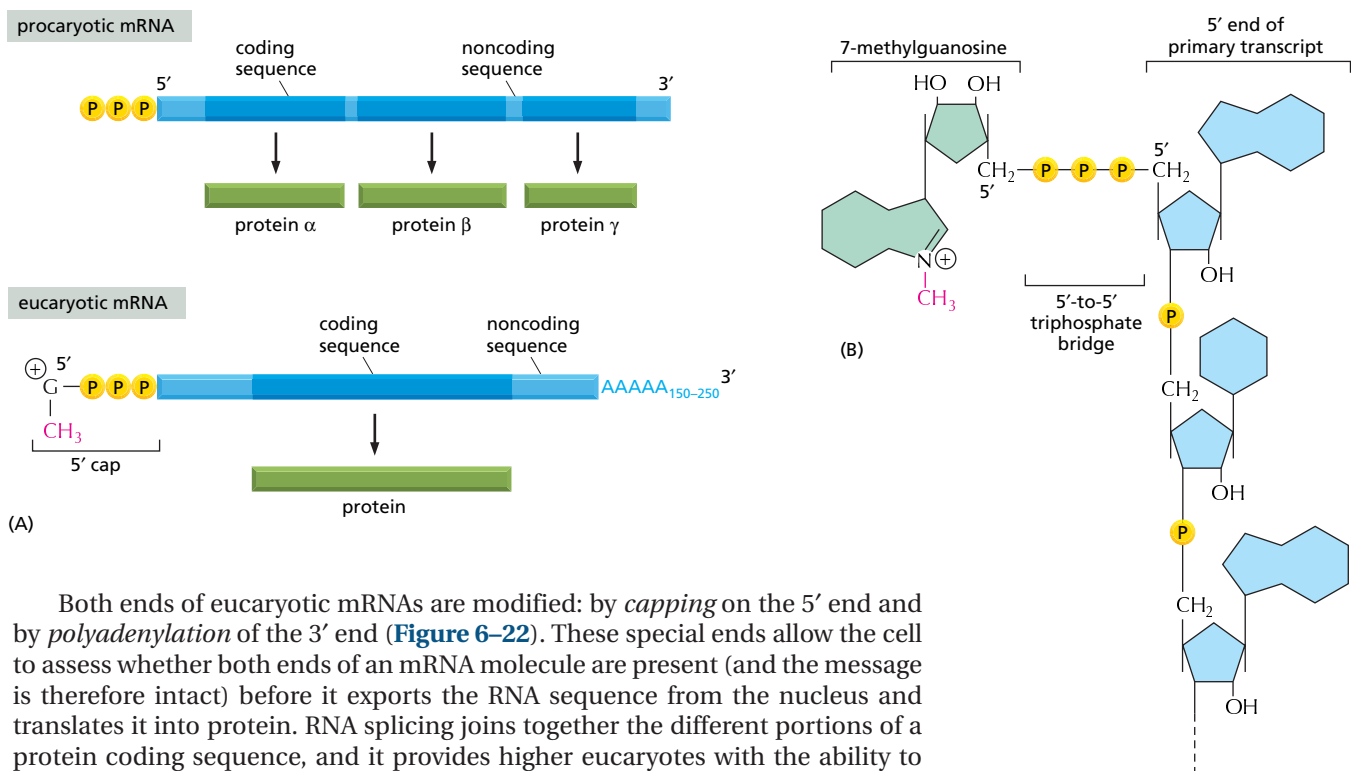 procaryotic mRNA
coding
sequence
noncoding
sequence
5′
3′
P P P
protein α
protein β
protein γ
eucaryotic mRNA
coding
sequence
noncoding
sequence
+
5′
G
P P P
AAAAA150–250
3′
CH3
5′ cap
protein
(A)
7-methylguanosine
5′ end of
primary transcript
HO OH
CH2
5′
P P P
5′
CH2
N
+
CH3
OH
5′-to-5′
triphosphate
bridge
P
(B)
CH2
OH
P
CH2
OH
Both ends of eucaryotic mRNAs are modified: by capping on the 5′ end and
by polyadenylation of the 3′ end (Figure 6–22). These special ends allow the cell
to assess whether both ends of an mRNA molecule are present (and the message
is therefore intact) before it exports the RNA sequence from the nucleus and
translates it into protein. RNA splicing joins together the different portions of a
protein coding sequence, and it provides higher eucaryotes with the ability to